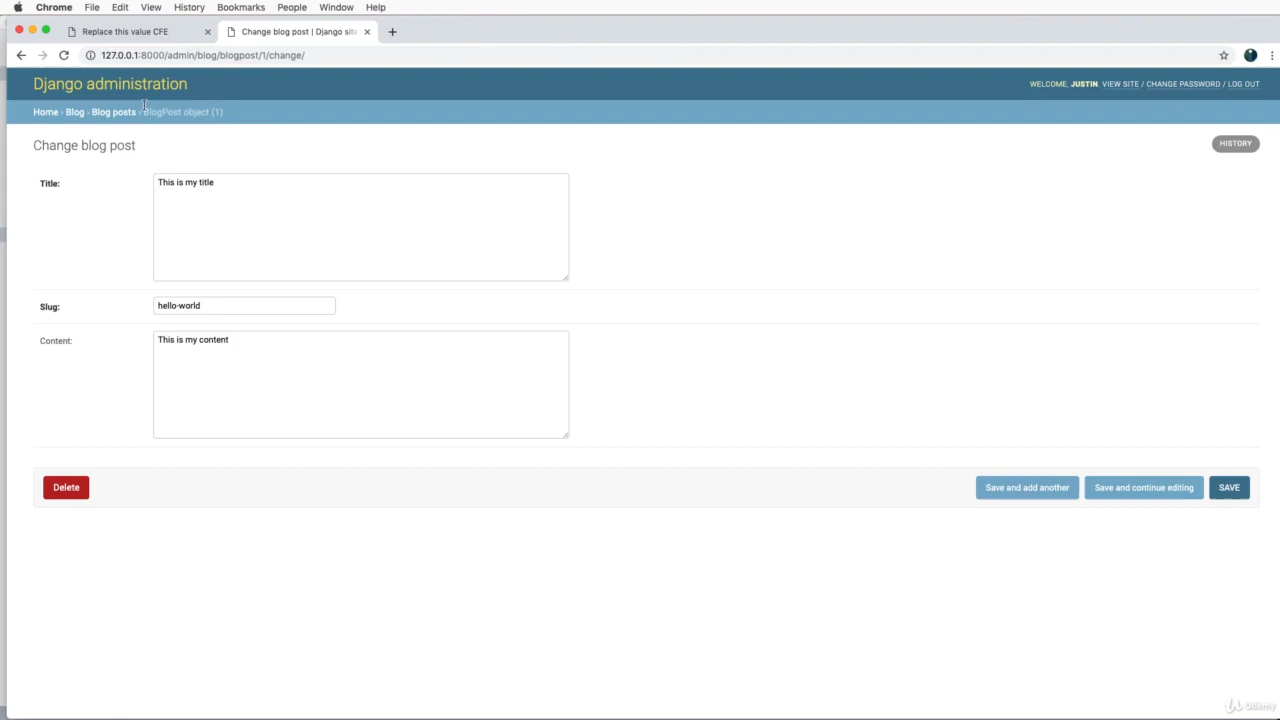 Chrome File Edit View History Bookmarks People Window Help
Replace this value CFE
Change blog post | Django site
127.0.0.1:8000/admin/blog/blogpost/1/change/
Django administration
WELCOME, JUSTIN. VIEW SITE / CHANGE PASSWORD / LOG OUT
Home › Blog › Blog posts › BlogPost object (1)
Change blog post
HISTORY
Title:
This is my title
Slug:
hello-world
Content:
This is my content
Delete
Save and add another
Save and continue editing
SAVE
Udemy